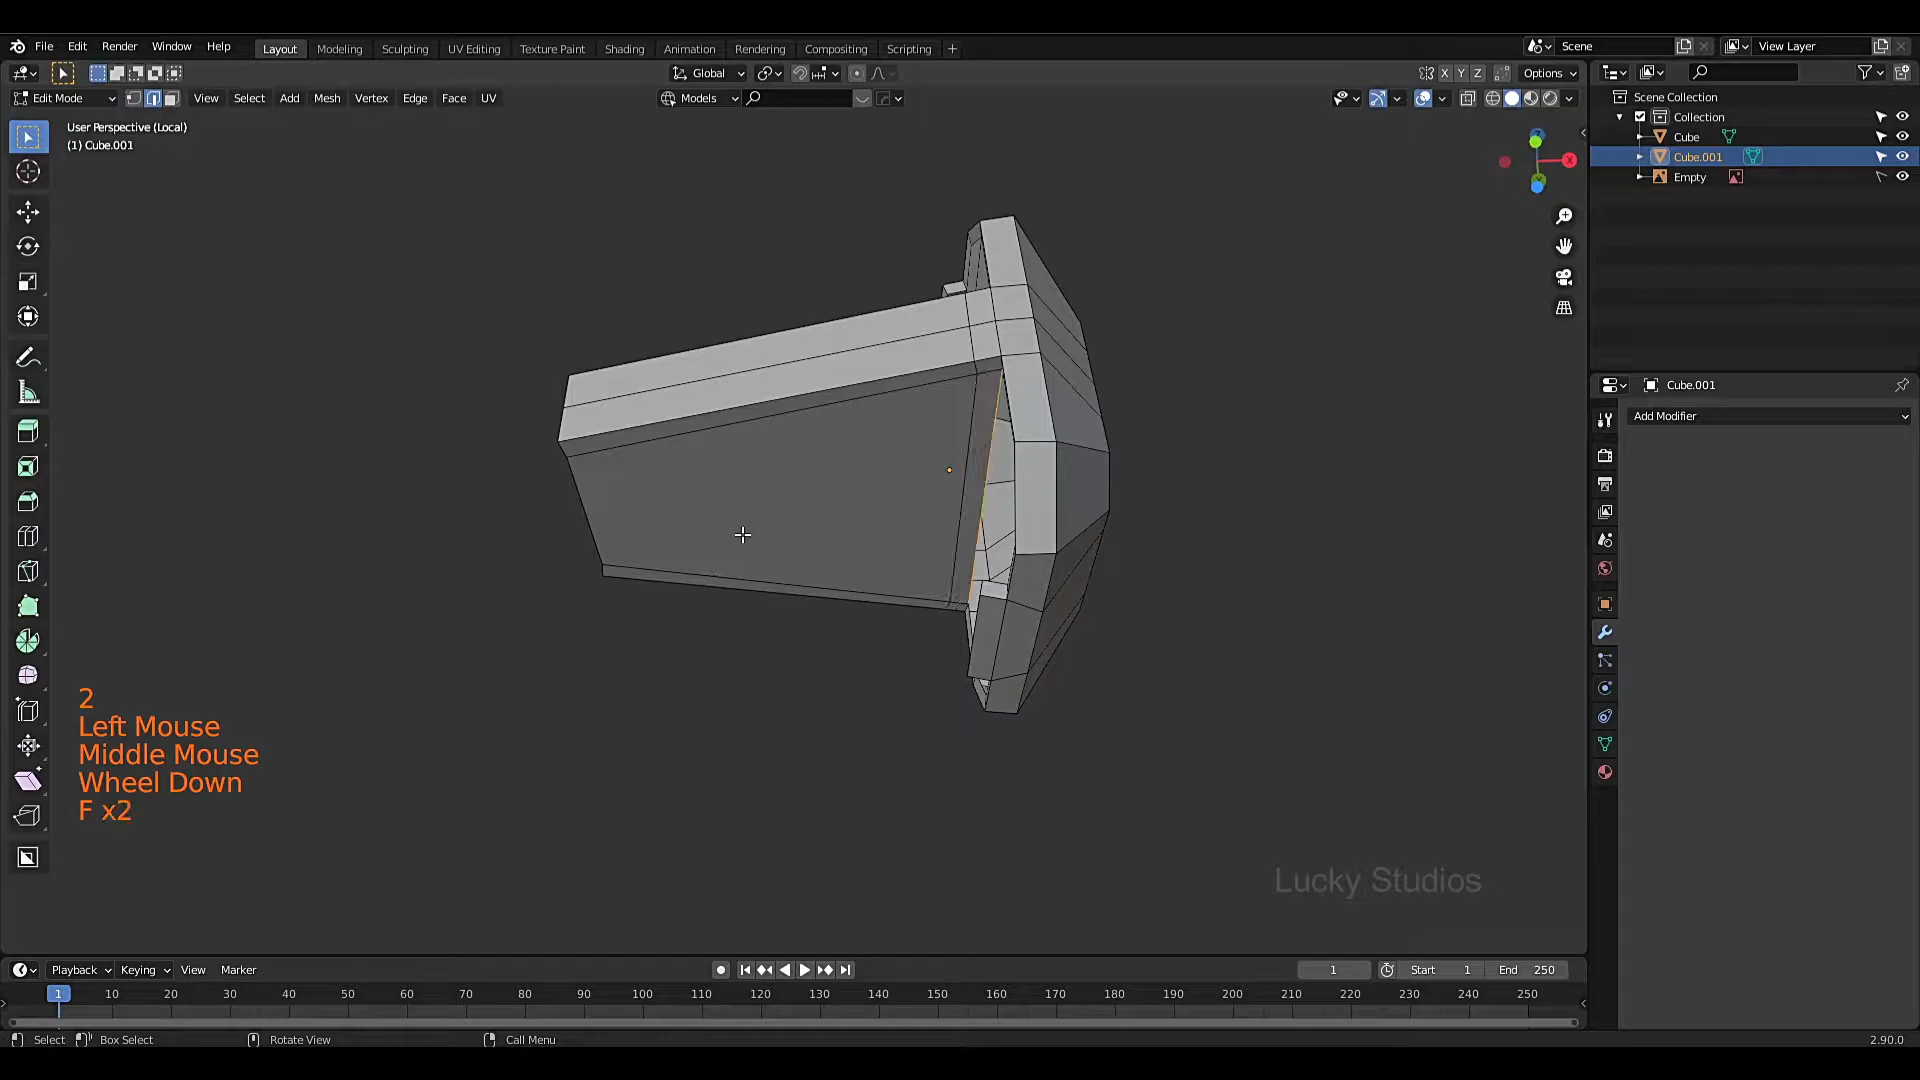 File Edit Render Window Help Layout Modeling Sculpting UV Editing Texture Paint Shading Animation Rendering Compositing Scripting + Scene View Layer
Global X Y Z Options
Edit Mode View Select Add Mesh Vertex Edge Face UV Models
User Perspective (Local)
(1) Cube.001
X
Scene Collection
Collection
Cube
Cube.001
Empty
Cube.001
Add Modifier
2
Left Mouse
Middle Mouse
Wheel Down
F x2
Lucky Studios
Playback Keying View Marker 1 Start 1 End 250
1 10 20 30 40 50 60 70 80 90 100 110 120 130 140 150 160 170 180 190 200 210 220 230 240 250
Select Box Select Rotate View Call Menu 2.90.0